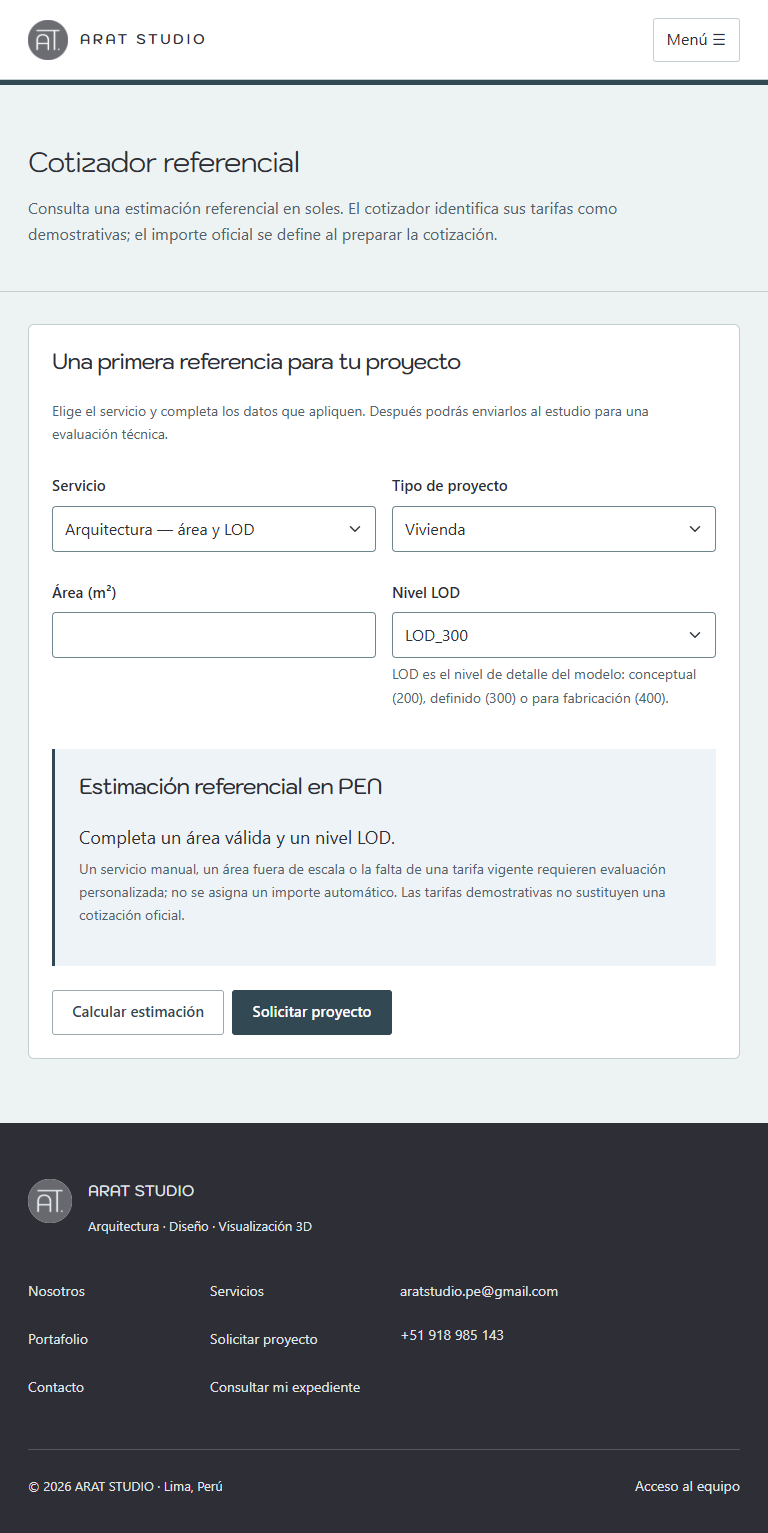 AT. ARAT STUDIO
Menú ☰
Cotizador referencial
Consulta una estimación referencial en soles. El cotizador identifica sus tarifas como
demostrativas; el importe oficial se define al preparar la cotización.
Una primera referencia para tu proyecto
Elige el servicio y completa los datos que apliquen. Después podrás enviarlos al estudio para una
evaluación técnica.
Servicio
Arquitectura — área y LOD
Tipo de proyecto
Vivienda
Área (m²)
Nivel LOD
LOD_300
LOD es el nivel de detalle del modelo: conceptual
(200), definido (300) o para fabricación (400).
Estimación referencial en PEN
Completa un área válida y un nivel LOD.
Un servicio manual, un área fuera de escala o la falta de una tarifa vigente requieren evaluación
personalizada; no se asigna un importe automático. Las tarifas demostrativas no sustituyen una
cotización oficial.
Calcular estimación
Solicitar proyecto
AT. ARAT STUDIO
Arquitectura · Diseño · Visualización 3D
Nosotros
Portafolio
Contacto
Servicios
Solicitar proyecto
Consultar mi expediente
aratstudio.pe@gmail.com
+51 918 985 143
© 2026 ARAT STUDIO · Lima, Perú
Acceso al equipo